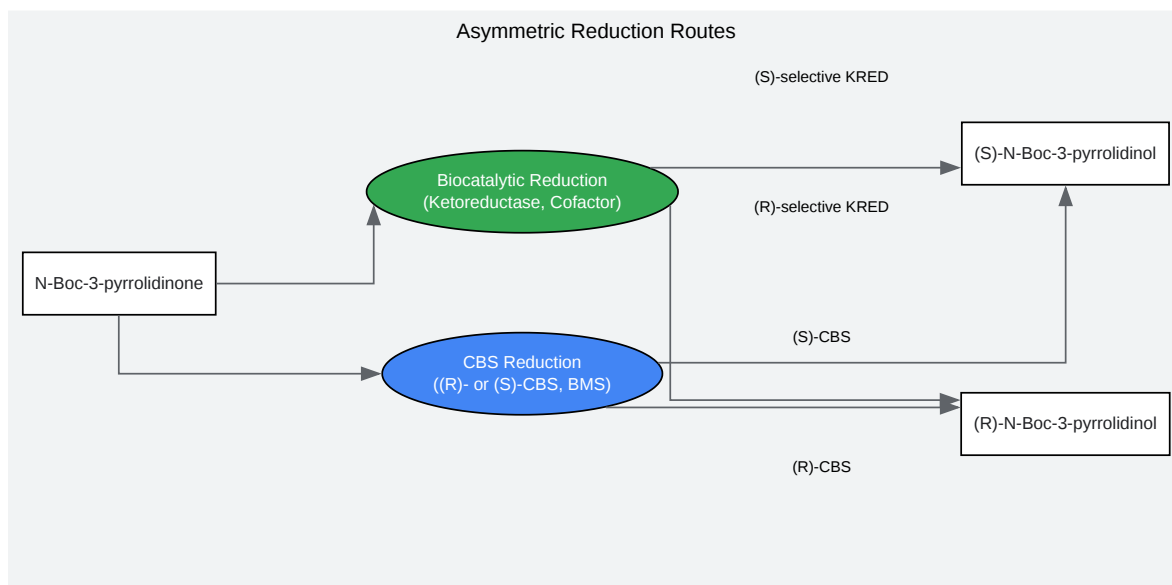 Asymmetric Reduction Routes
(S)-selective KRED
(S)-N-Boc-3-pyrrolidinol
Biocatalytic Reduction
(Ketoreductase, Cofactor)
(R)-selective KRED
N-Boc-3-pyrrolidinone
(S)-CBS
CBS Reduction
((R)- or (S)-CBS, BMS)
(R)-N-Boc-3-pyrrolidinol
(R)-CBS